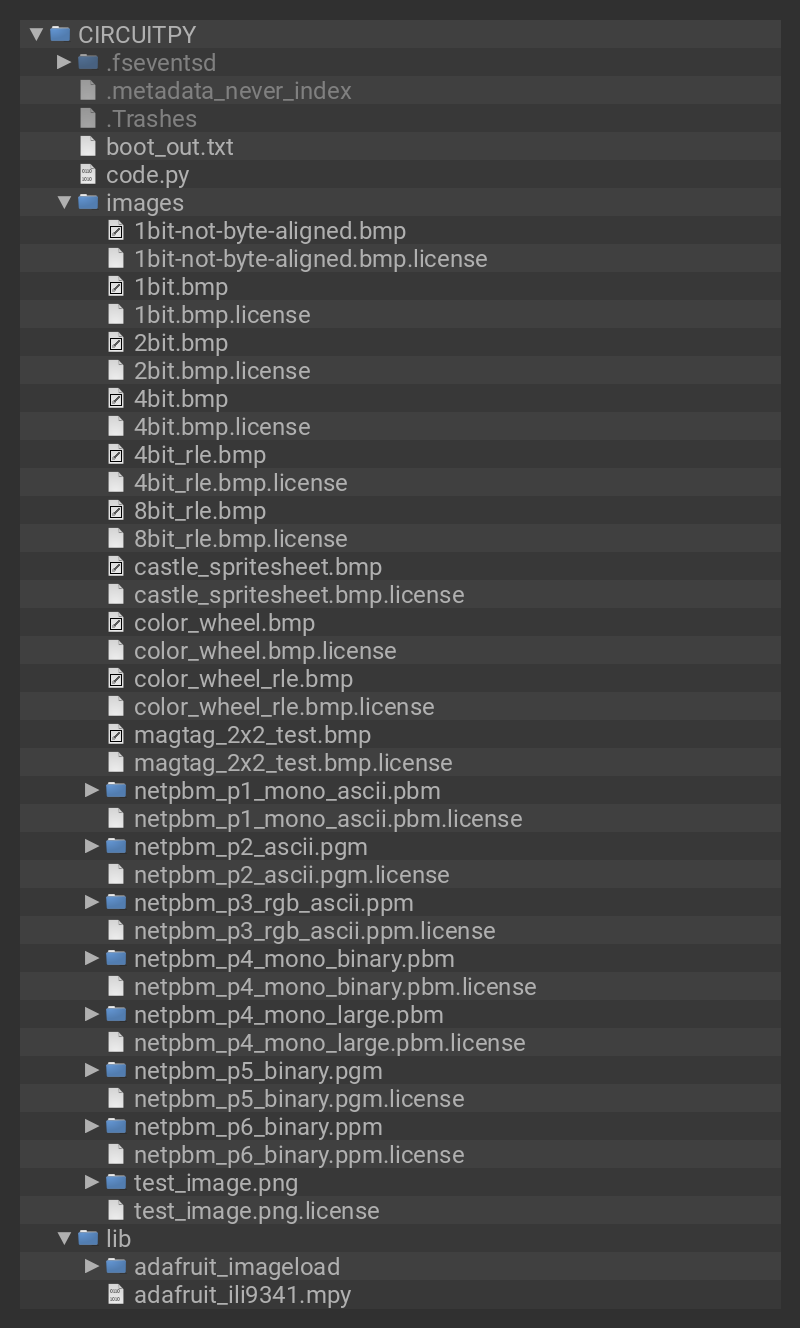 CIRCUITPY
.fseventsd
.metadata_never_index
.Trashes
boot_out.txt
code.py
images
1bit-not-byte-aligned.bmp
1bit-not-byte-aligned.bmp.license
1bit.bmp
1bit.bmp.license
2bit.bmp
2bit.bmp.license
4bit.bmp
4bit.bmp.license
4bit_rle.bmp
4bit_rle.bmp.license
8bit_rle.bmp
8bit_rle.bmp.license
castle_spritesheet.bmp
castle_spritesheet.bmp.license
color_wheel.bmp
color_wheel.bmp.license
color_wheel_rle.bmp
color_wheel_rle.bmp.license
magtag_2x2_test.bmp
magtag_2x2_test.bmp.license
netpbm_p1_mono_ascii.pbm
netpbm_p1_mono_ascii.pbm.license
netpbm_p2_ascii.pgm
netpbm_p2_ascii.pgm.license
netpbm_p3_rgb_ascii.ppm
netpbm_p3_rgb_ascii.ppm.license
netpbm_p4_mono_binary.pbm
netpbm_p4_mono_binary.pbm.license
netpbm_p4_mono_large.pbm
netpbm_p4_mono_large.pbm.license
netpbm_p5_binary.pgm
netpbm_p5_binary.pgm.license
netpbm_p6_binary.ppm
netpbm_p6_binary.ppm.license
test_image.png
test_image.png.license
lib
adafruit_imageload
adafruit_ili9341.mpy